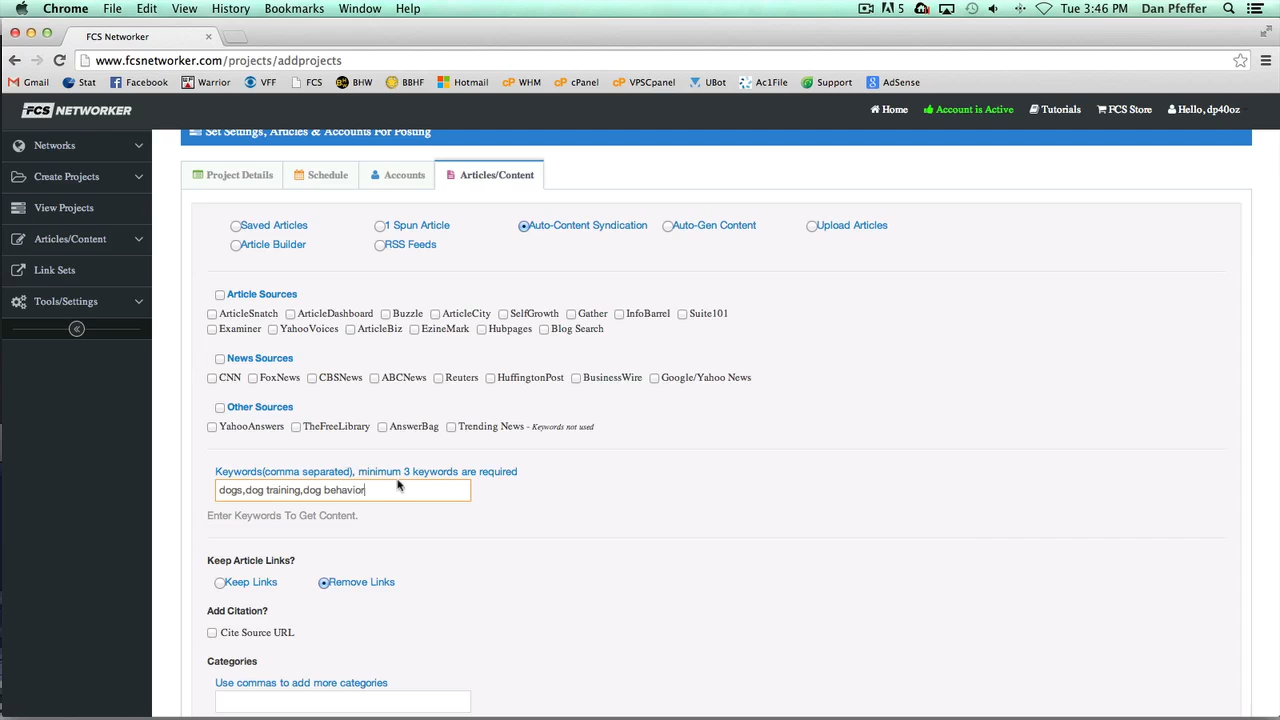 Chrome File Edit View History Bookmarks Window Help 5 Tue 3:46 PM Dan Pfeffer
FCS Networker
www.fcsnetworker.com/projects/addprojects
Gmail Stat Facebook Warrior VFF FCS BHW BBHF Hotmail WHM cPanel VPSCpanel UBot Ac1File Support AdSense
FCS NETWORKER Home Account is Active Tutorials FCS Store Hello, dp40oz
Networks
Create Projects
View Projects
Articles/Content
Link Sets
Tools/Settings
Set Settings, Articles & Accounts For Posting
Project Details Schedule Accounts Articles/Content
Saved Articles 1 Spun Article Auto-Content Syndication Auto-Gen Content Upload Articles
Article Builder RSS Feeds
Article Sources
ArticleSnatch ArticleDashboard Buzzle ArticleCity SelfGrowth Gather InfoBarrel Suite101
Examiner YahooVoices ArticleBiz EzineMark Hubpages Blog Search
News Sources
CNN FoxNews CBSNews ABCNews Reuters HuffingtonPost BusinessWire Google/Yahoo News
Other Sources
YahooAnswers TheFreeLibrary AnswerBag Trending News - Keywords not used
Keywords(comma separated), minimum 3 keywords are required
dogs,dog training,dog behavior
Enter Keywords To Get Content.
Keep Article Links?
Keep Links Remove Links
Add Citation?
Cite Source URL
Categories
Use commas to add more categories